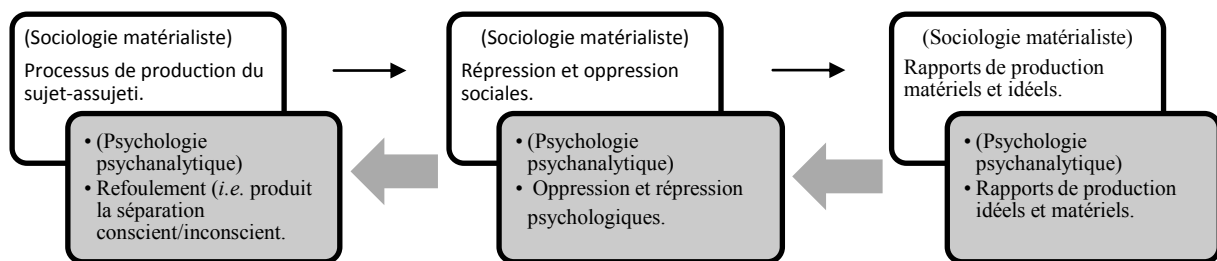 (Sociologie matérialiste)
Processus de production du
sujet-assujeti.
• (Psychologie
psychanalytique)
• Refoulement (i.e. produit
la séparation
conscient/inconscient.
(Sociologie matérialiste)
Répression et oppression
sociales.
• (Psychologie
psychanalytique)
• Oppression et répression
psychologiques.
(Sociologie matérialiste)
Rapports de production
matériels et idéels.
• (Psychologie
psychanalytique)
• Rapports de production
idéels et matériels.